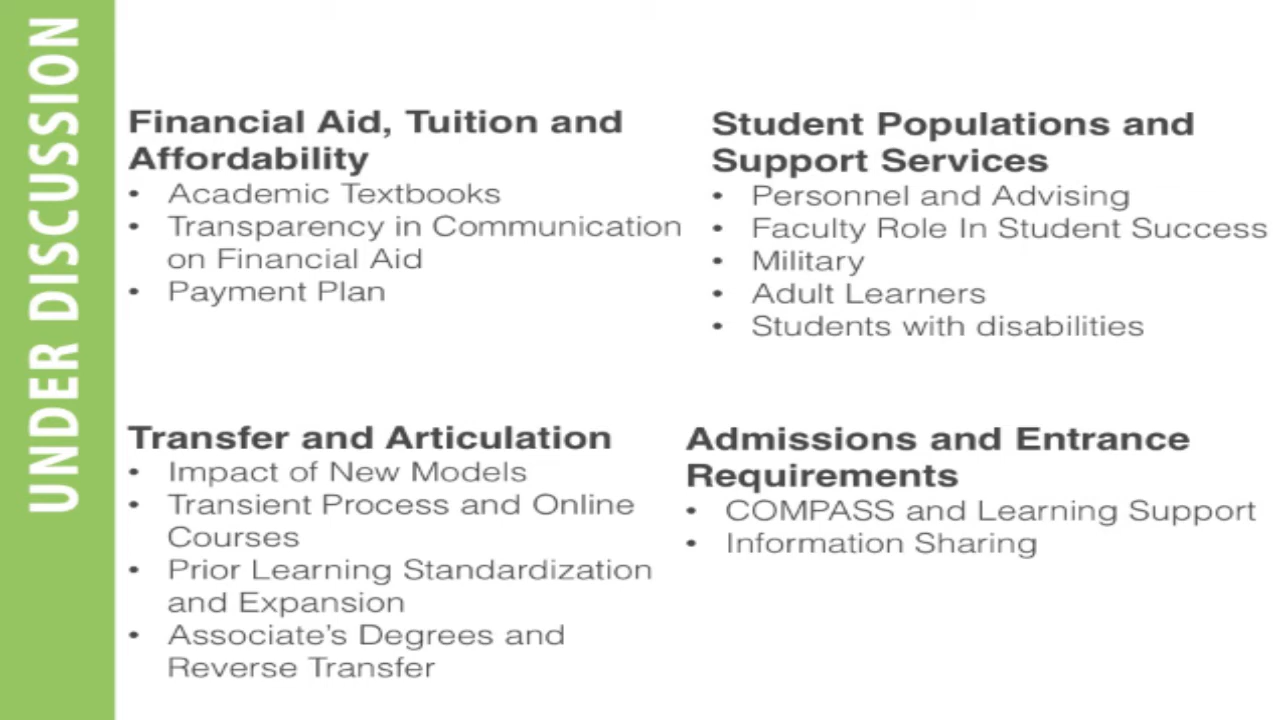 UNDER DISCUSSION
Financial Aid, Tuition and
Affordability
• Academic Textbooks
• Transparency in Communication
on Financial Aid
• Payment Plan
Student Populations and
Support Services
• Personnel and Advising
• Faculty Role In Student Success
• Military
• Adult Learners
• Students with disabilities
Transfer and Articulation
• Impact of New Models
• Transient Process and Online
Courses
• Prior Learning Standardization
and Expansion
• Associate's Degrees and
Reverse Transfer
Admissions and Entrance
Requirements
• COMPASS and Learning Support
• Information Sharing